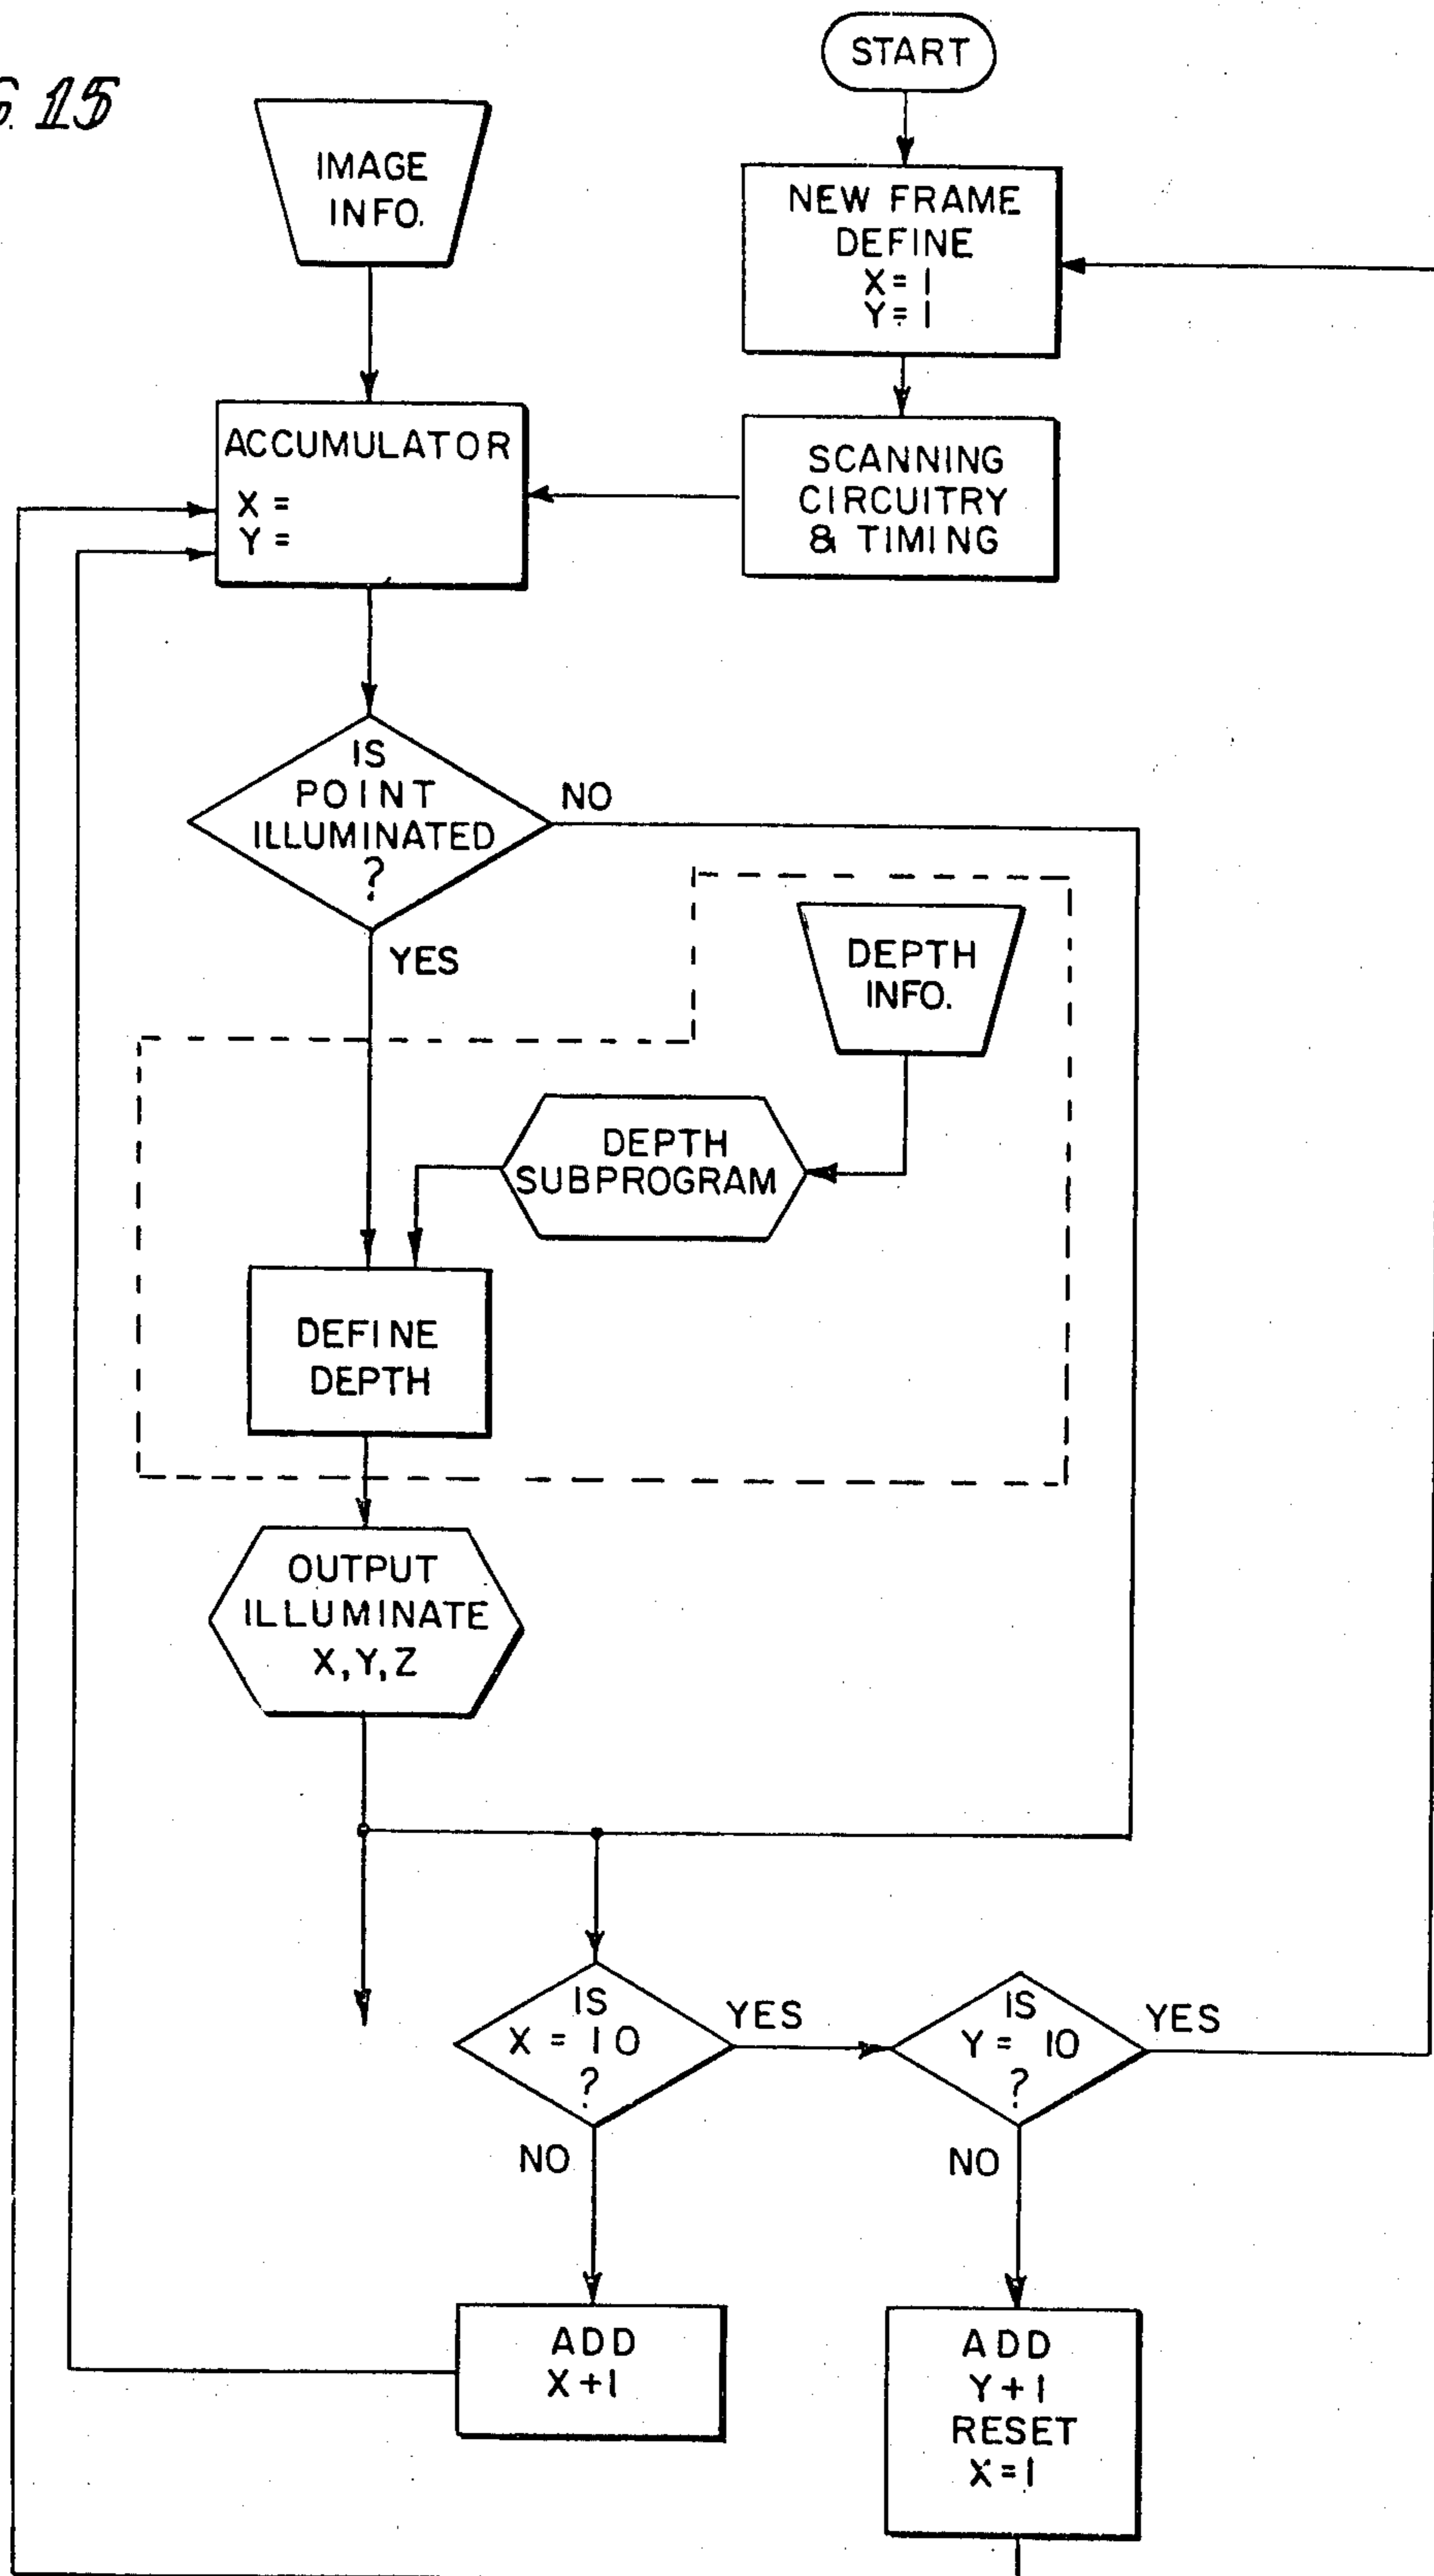 15
START
IMAGE
INFO.
NEW FRAME
DEFINE
X = 1
Y = 1
ACCUMULATOR
X =
Y =
SCANNING
CIRCUITRY
& TIMING
IS
POINT
ILLUMINATED
?
NO
YES
DEPTH
INFO.
DEPTH
SUBPROGRAM
DEFINE
DEPTH
OUTPUT
ILLUMINATE
X, Y, Z
IS
X = 10
?
YES
NO
IS
Y = 10
?
YES
NO
ADD
X+1
ADD
Y+1
RESET
X=1